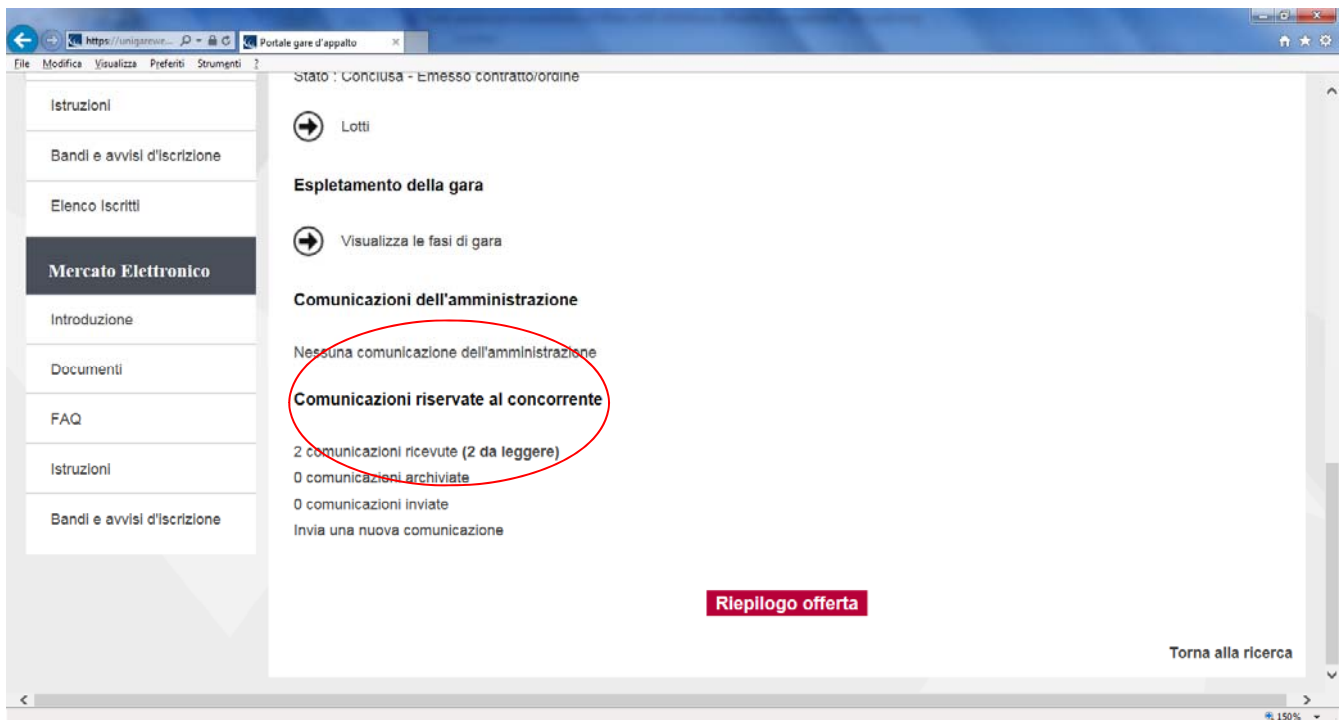 https://unigarewe...
Portale gare d'appalto
File Modifica Visualizza Preferiti Strumenti ?
Stato : Conclusa - Emesso contratto/ordine
Istruzioni
Lotti
Bandi e avvisi d'iscrizione
Espletamento della gara
Elenco Iscritti
Visualizza le fasi di gara
Mercato Elettronico
Comunicazioni dell'amministrazione
Introduzione
Nessuna comunicazione dell'amministrazione
Documenti
Comunicazioni riservate al concorrente
FAQ
2 comunicazioni ricevute (2 da leggere)
Istruzioni
0 comunicazioni archiviate
0 comunicazioni inviate
Bandi e avvisi d'iscrizione
Invia una nuova comunicazione
Riepilogo offerta
Torna alla ricerca
150%